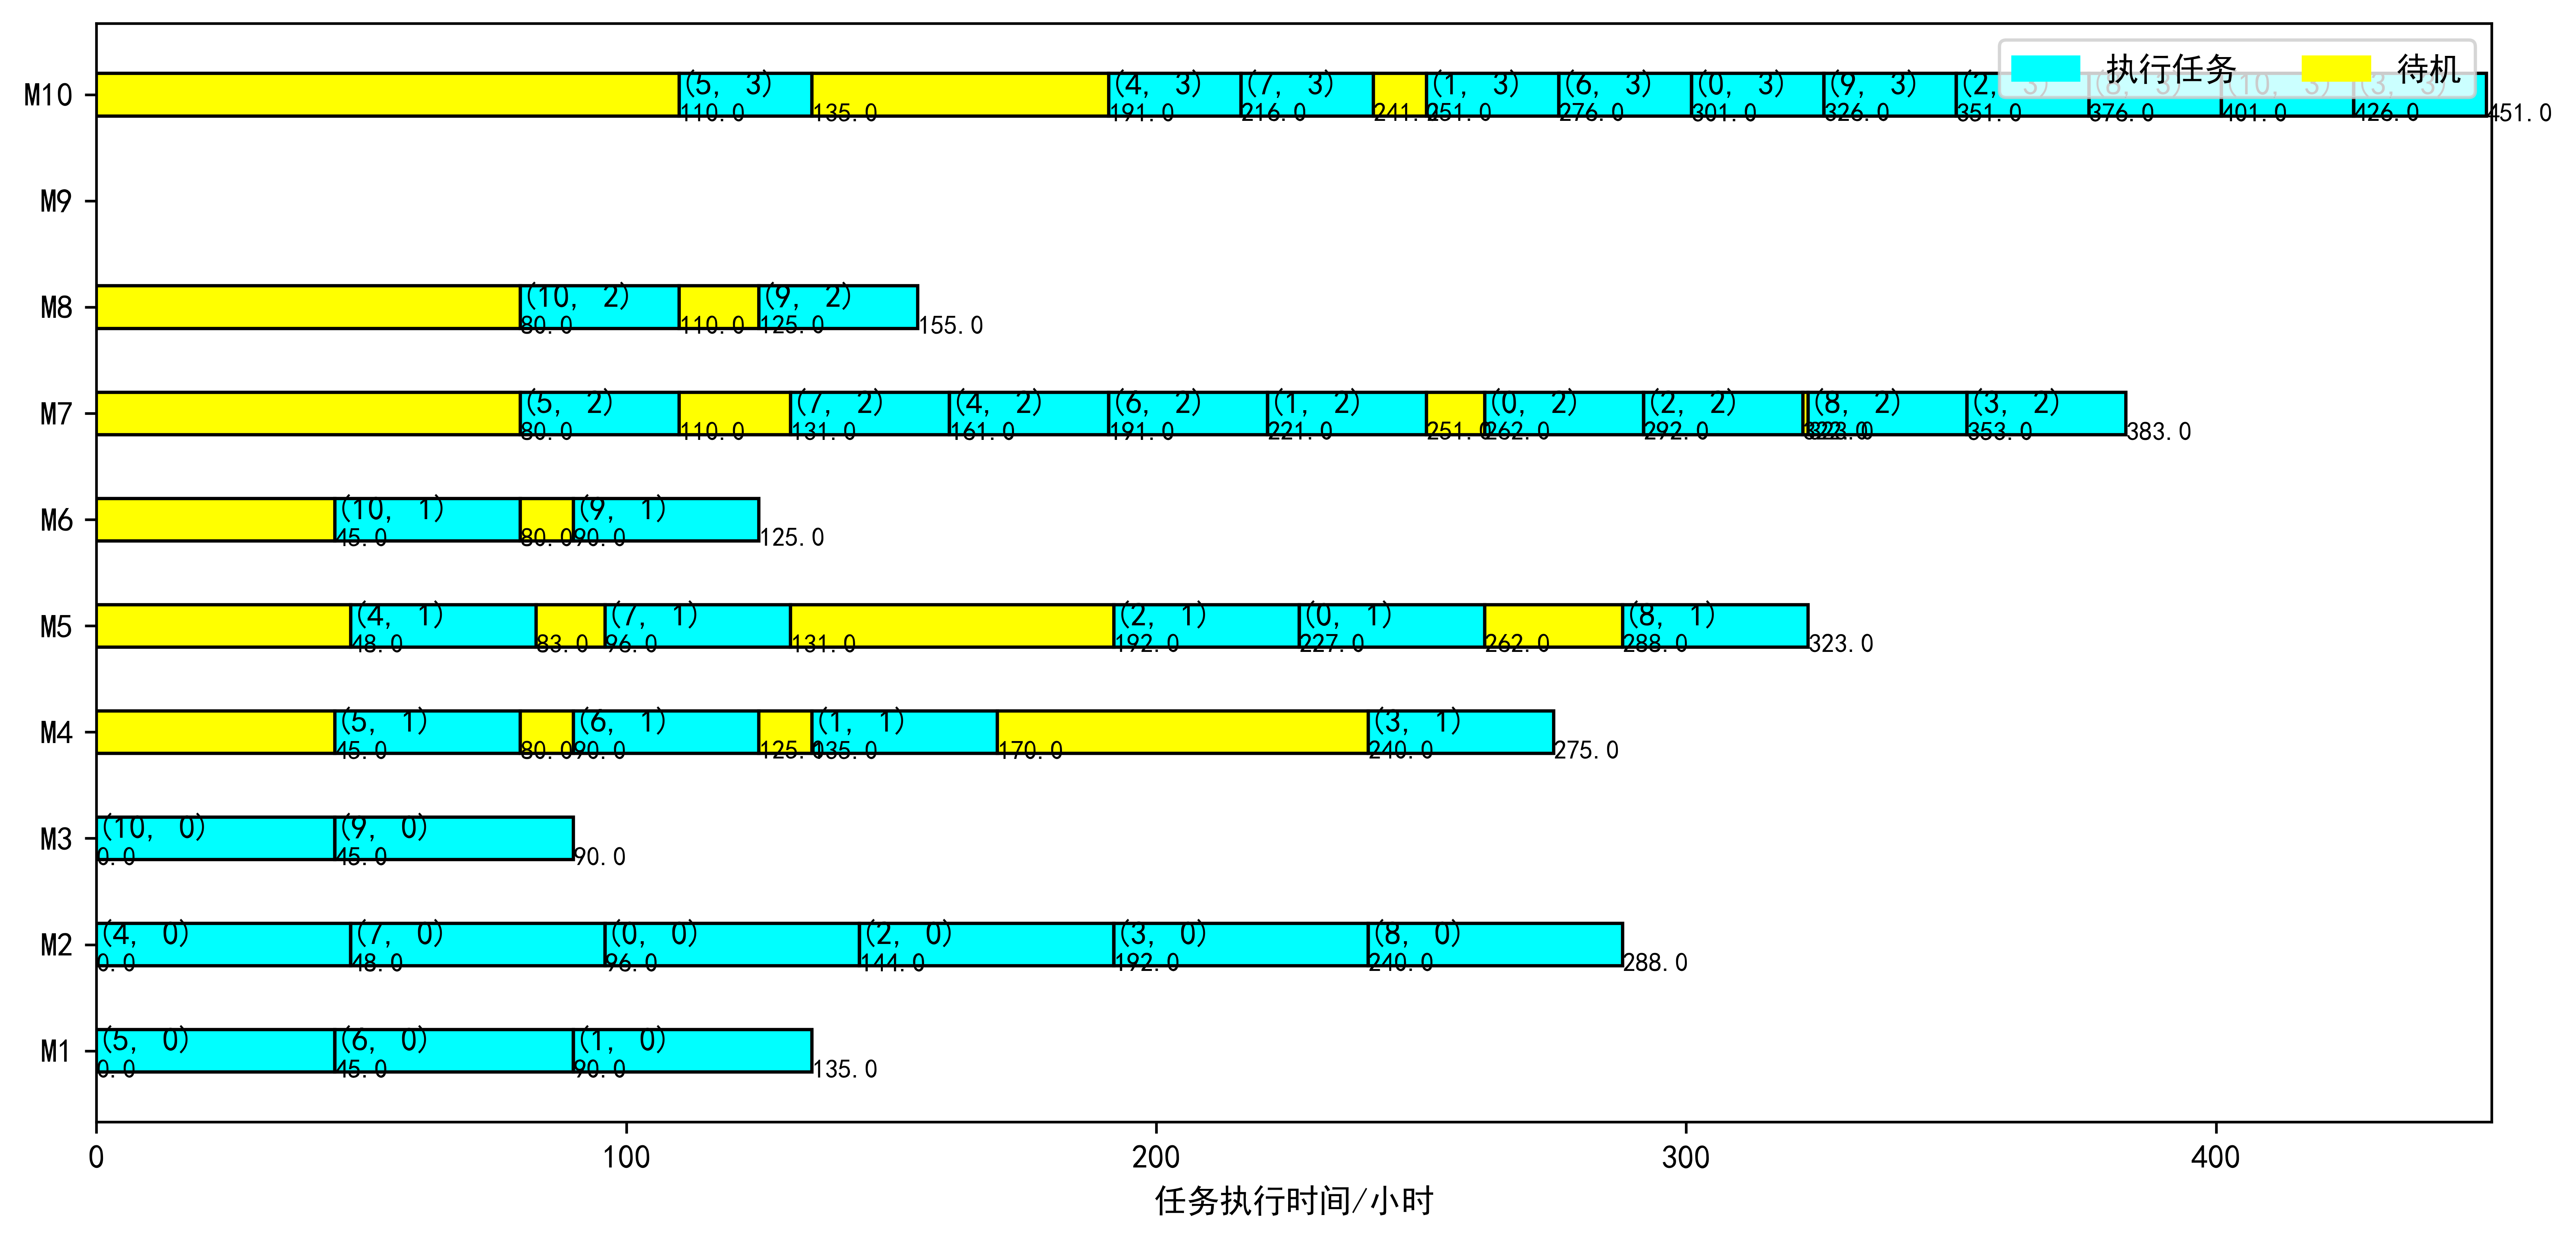 执行任务 待机
M10 (5, 3) (4, 3) (7, 3) (1, 3) (6, 3) (0, 3) (9, 3) (2, 3) (8, 3) (10, 3) (3, 3)
110.0 135.0 191.0 216.0 241.0 251.0 276.0 301.0 326.0 351.0 376.0 401.0 426.0 451.0
M9
M8 (10, 2) (9, 2)
80.0 110.0 125.0 155.0
M7 (5, 2) (7, 2) (4, 2) (6, 2) (1, 2) (0, 2) (2, 2) (8, 2) (3, 2)
80.0 110.0 131.0 161.0 191.0 221.0 251.0 262.0 292.0 322.0 323.0 353.0 383.0
M6 (10, 1) (9, 1)
45.0 80.0 90.0 125.0
M5 (4, 1) (7, 1) (2, 1) (0, 1) (8, 1)
48.0 83.0 96.0 131.0 192.0 227.0 262.0 288.0 323.0
M4 (5, 1) (6, 1) (1, 1) (3, 1)
45.0 80.0 90.0 125.0 135.0 170.0 240.0 275.0
M3 (10, 0) (9, 0)
0.0 45.0 90.0
M2 (4, 0) (7, 0) (0, 0) (2, 0) (3, 0) (8, 0)
0.0 48.0 96.0 144.0 192.0 240.0 288.0
M1 (5, 0) (6, 0) (1, 0)
0.0 45.0 90.0 135.0
0 100 200 300 400
任务执行时间/小时